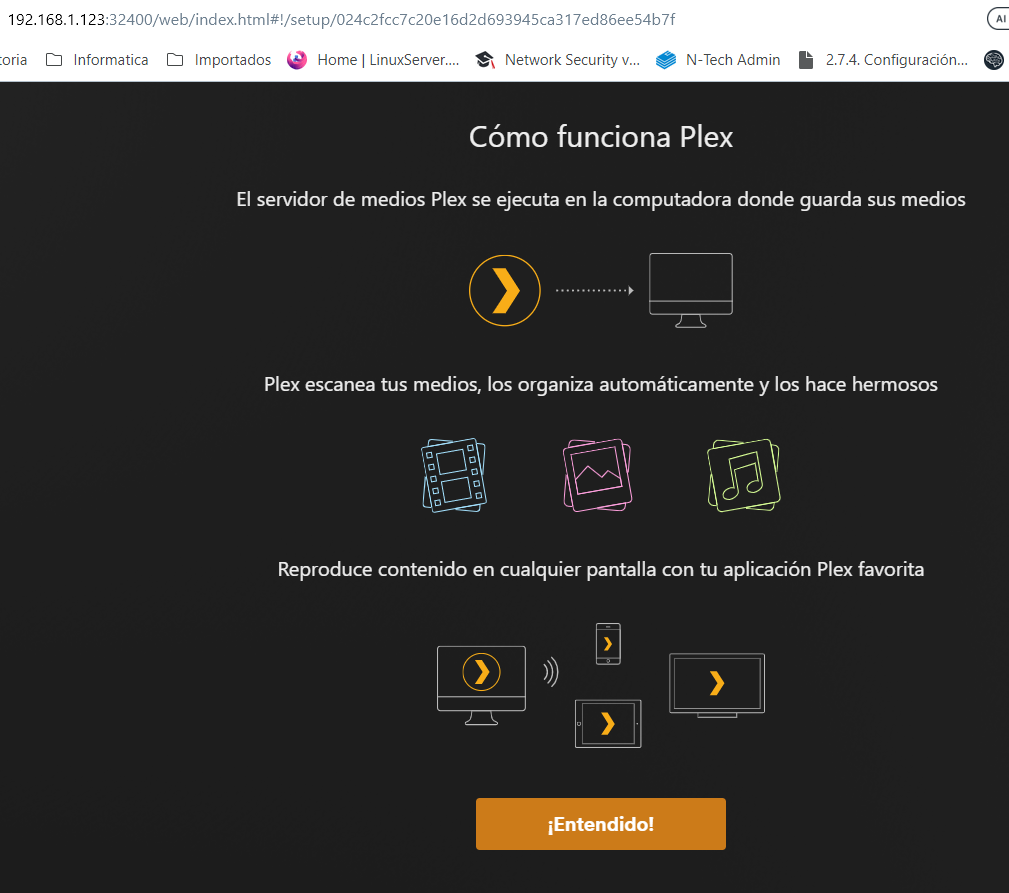 192.168.1.123:32400/web/index.html#!/setup/024c2fcc7c20e16d2d693945ca317ed86ee54b7f
AI
toria Informatica Importados Home | LinuxServer.... Network Security v... N-Tech Admin 2.7.4. Configuración...
Cómo funciona Plex
El servidor de medios Plex se ejecuta en la computadora donde guarda sus medios
Plex escanea tus medios, los organiza automáticamente y los hace hermosos
Reproduce contenido en cualquier pantalla con tu aplicación Plex favorita
¡Entendido!